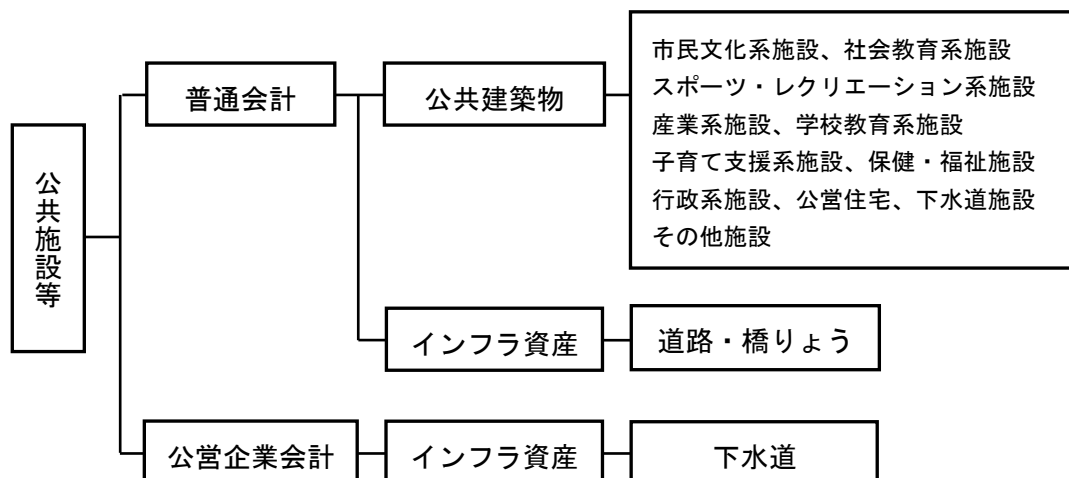 公共施設等
普通会計
公共建築物
市民文化系施設、社会教育系施設
スポーツ・レクリエーション系施設
産業系施設、学校教育系施設
子育て支援系施設、保健・福祉施設
行政系施設、公営住宅、下水道施設
その他施設
インフラ資産
道路・橋りょう
公営企業会計
インフラ資産
下水道